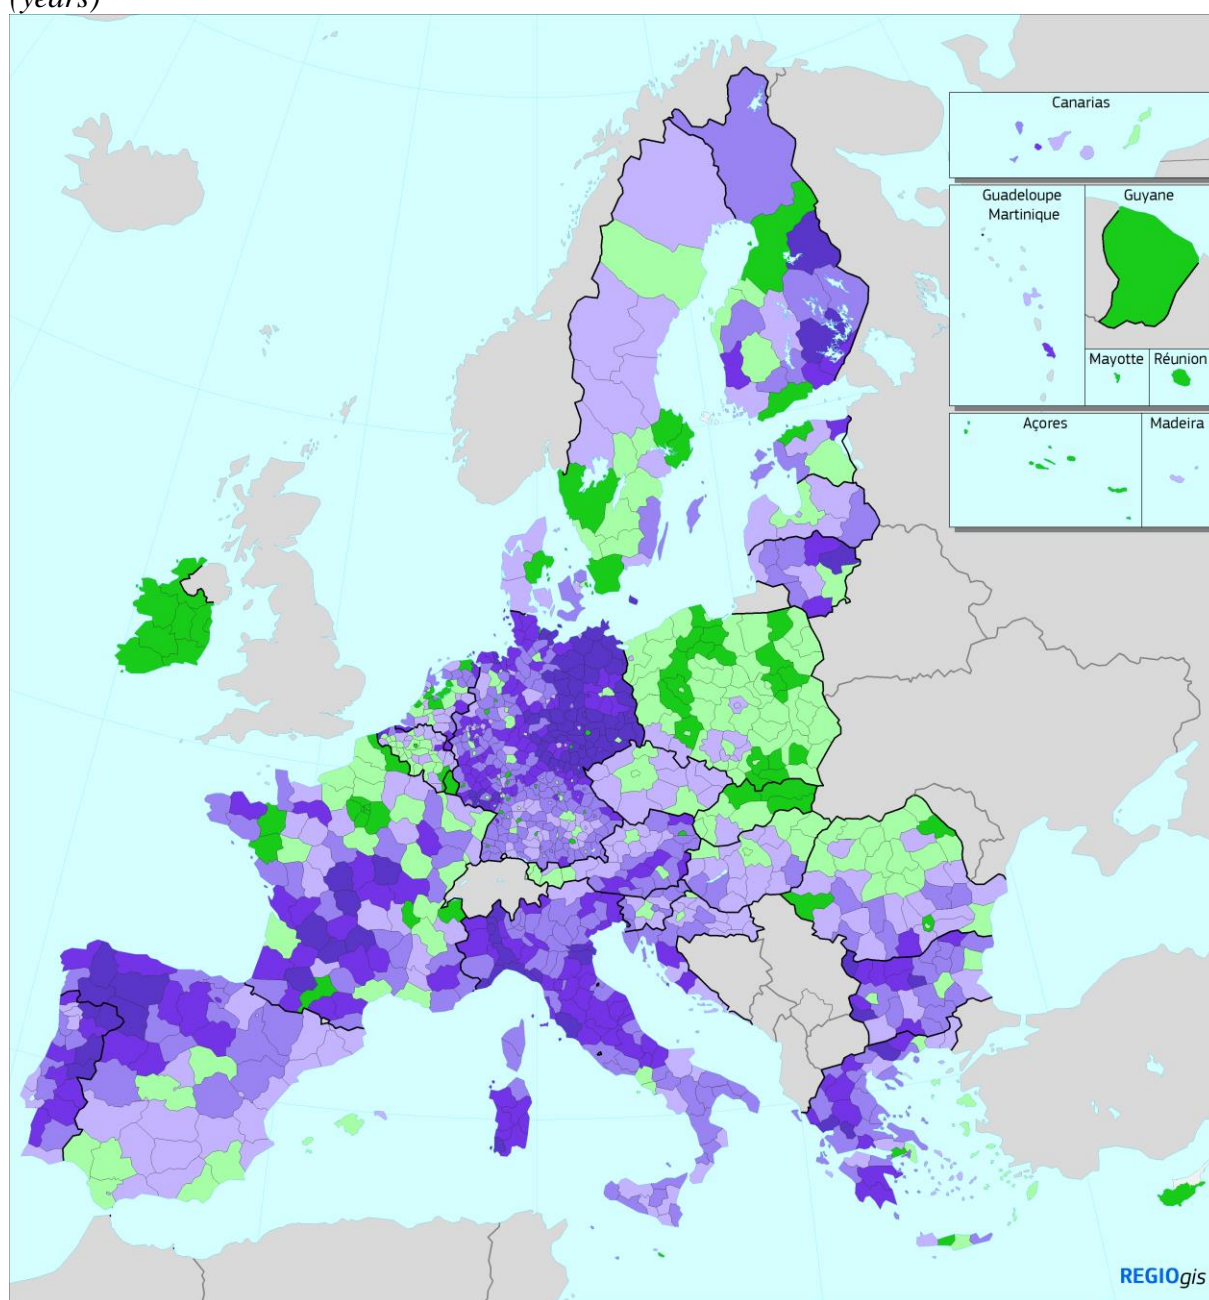 (years)
Canarias
Guadeloupe
Martinique
Guyane
Mayotte
Réunion
Açores
Madeira
REGIOgis